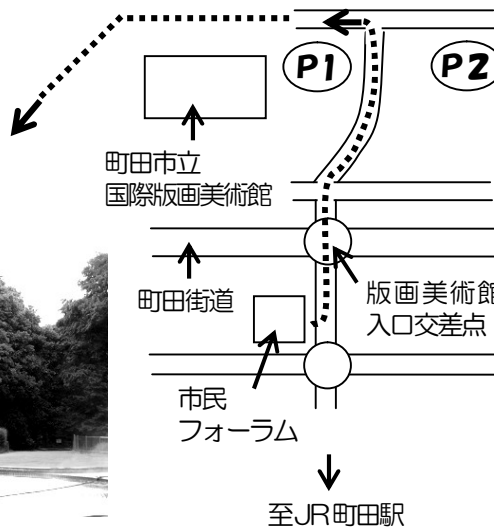 P1
P2
町田市立
国際版画美術館
町田街道
版画美術館
入口交差点
市民
フォーラム
至JR町田駅